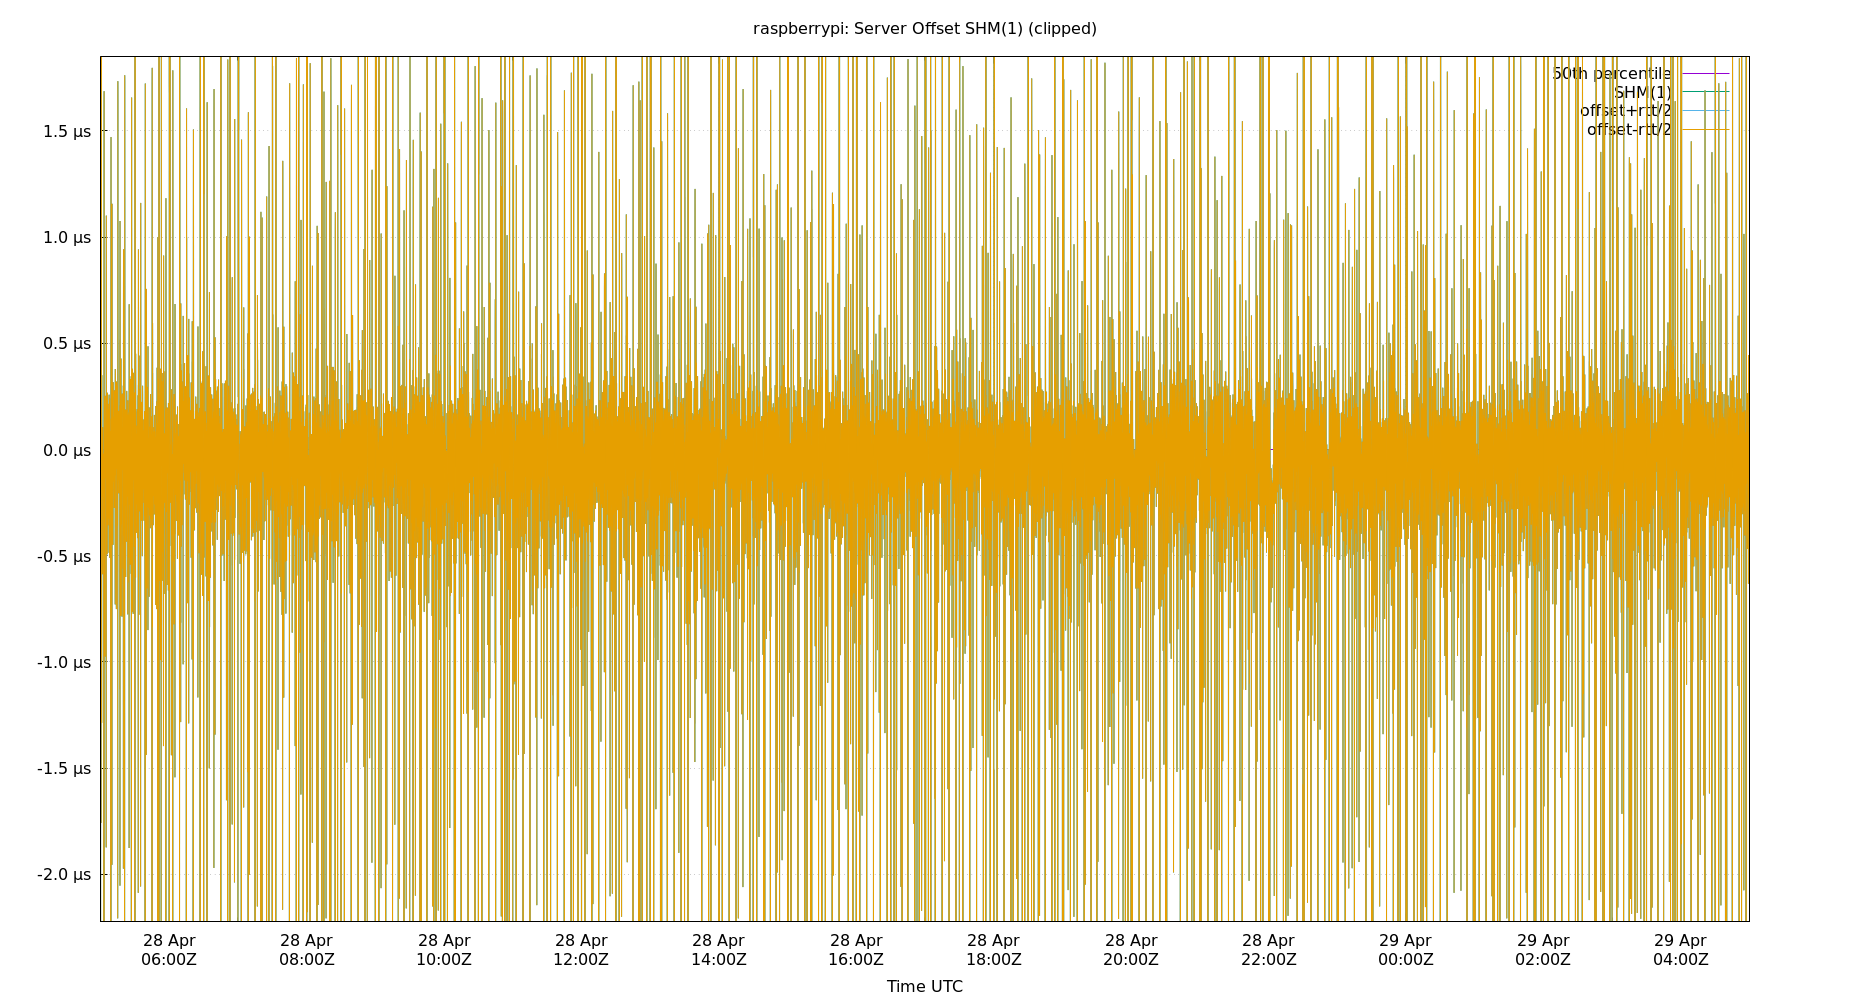 raspberrypi: Server Offset SHM(1) (clipped)
50th percentile
SHM(1)
offset+rtt/2
offset-rtt/2
1.5 µs
1.0 µs
0.5 µs
0.0 µs
-0.5 µs
-1.0 µs
-1.5 µs
-2.0 µs
28 Apr 28 Apr 28 Apr 28 Apr 28 Apr 28 Apr 28 Apr 28 Apr 28 Apr 29 Apr 29 Apr 29 Apr
06:00Z 08:00Z 10:00Z 12:00Z 14:00Z 16:00Z 18:00Z 20:00Z 22:00Z 00:00Z 02:00Z 04:00Z
Time UTC